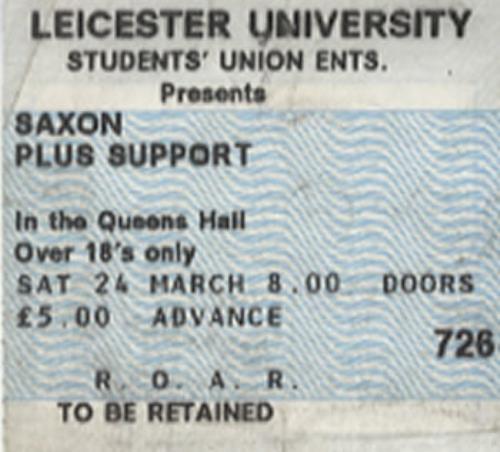 LEICESTER UNIVERSITY
STUDENTS' UNION ENTS.
Presents
SAXON
PLUS SUPPORT
In the Queens Hall
Over 18's only
SAT 24 MARCH 8.00 DOORS
£5.00 ADVANCE
726
R. O. A. R.
TO BE RETAINED